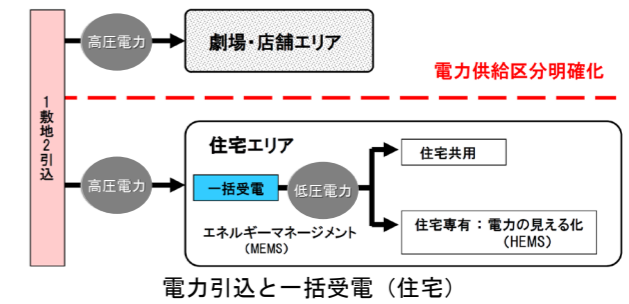 1敷地2引込
高圧電力
劇場・店舗エリア
電力供給区分明確化
高圧電力
住宅エリア
一括受電
低圧電力
エネルギーマネージメント
(MEMS)
住宅共用
住宅専有：電力の見える化
(HEMS)
電力引込と一括受電（住宅）